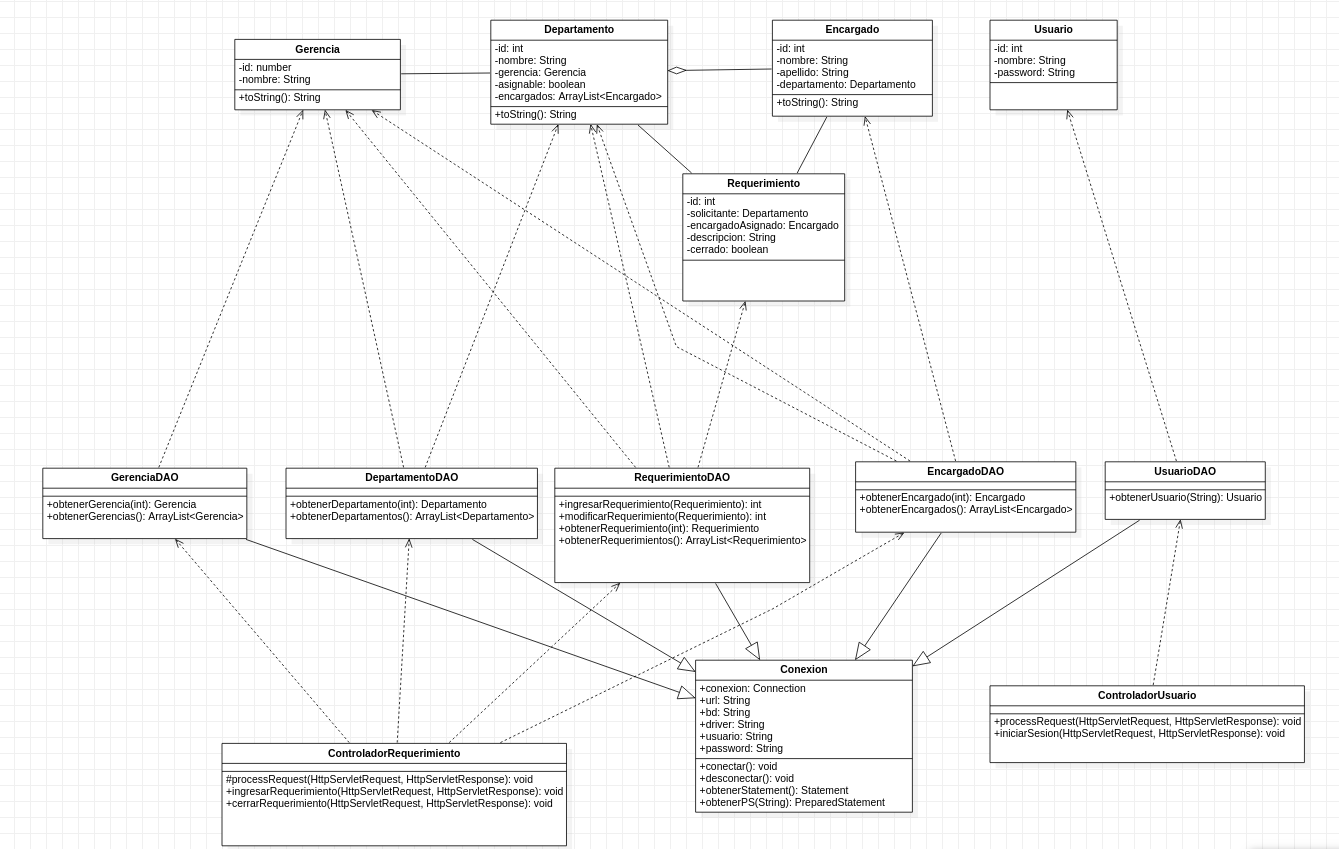 Gerencia
-id: number
-nombre: String
+toString(): String
Departamento
-id: int
-nombre: String
-gerencia: Gerencia
-asignable: boolean
-encargados: ArrayList<Encargado>
+toString(): String
Encargado
-id: int
-nombre: String
-apellido: String
-departamento: Departamento
+toString(): String
Usuario
-id: int
-nombre: String
-password: String
Requerimiento
-id: int
-solicitante: Departamento
-encargadoAsignado: Encargado
-descripcion: String
-cerrado: boolean
GerenciaDAO
+obtenerGerencia(int): Gerencia
+obtenerGerencias(): ArrayList<Gerencia>
DepartamentoDAO
+obtenerDepartamento(int): Departamento
+obtenerDepartamentos(): ArrayList<Departamento>
RequerimientoDAO
+ingresarRequerimiento(Requerimiento): int
+modificarRequerimiento(Requerimiento): int
+obtenerRequerimiento(int): Requerimiento
+obtenerRequerimientos(): ArrayList<Requerimiento>
EncargadoDAO
+obtenerEncargado(int): Encargado
+obtenerEncargados(): ArrayList<Encargado>
UsuarioDAO
+obtenerUsuario(String): Usuario
ControladorRequerimiento
#processRequest(HttpServletRequest, HttpServletResponse): void
+ingresarRequerimiento(HttpServletRequest, HttpServletResponse): void
+cerrarRequerimiento(HttpServletRequest, HttpServletResponse): void
Conexion
+conexion: Connection
+url: String
+bd: String
+driver: String
+usuario: String
+password: String
+conectar(): void
+desconectar(): void
+obtenerStatement(): Statement
+obtenerPS(String): PreparedStatement
ControladorUsuario
+processRequest(HttpServletRequest, HttpServletResponse): void
+iniciarSesion(HttpServletRequest, HttpServletResponse): void